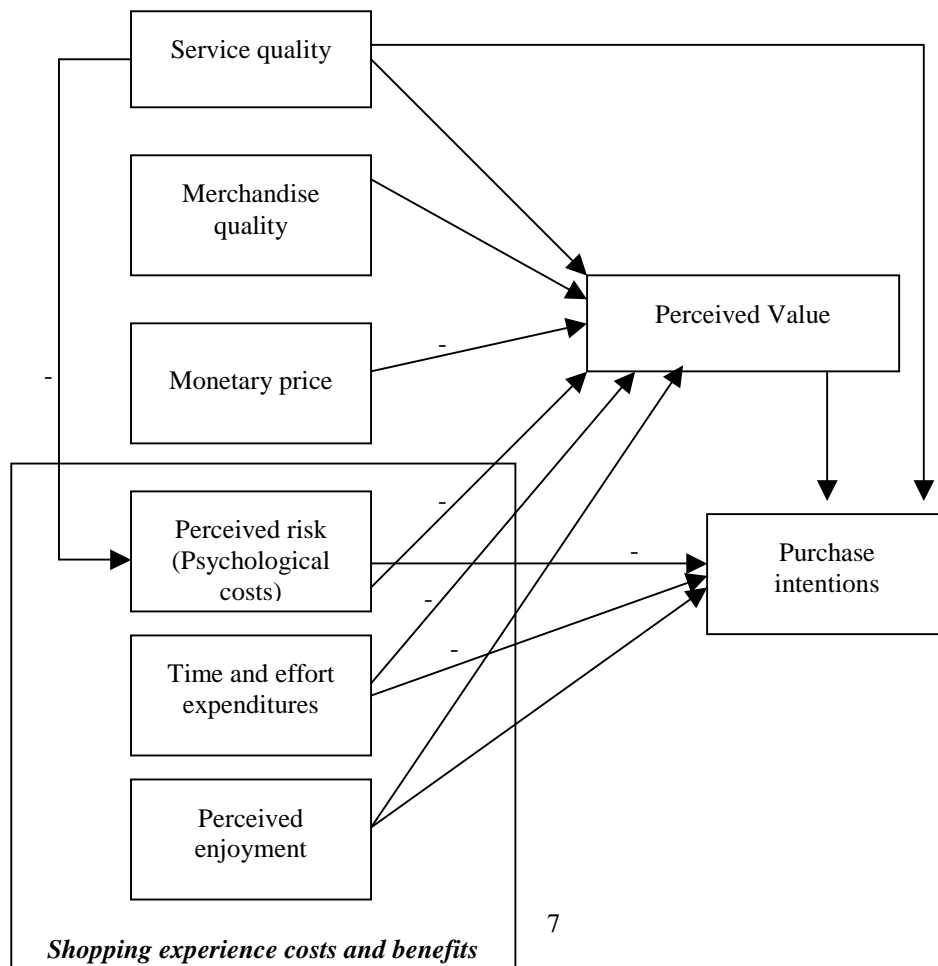 Service quality
Merchandise
quality
Perceived Value
-
Monetary price
-
Perceived risk
(Psychological
costs)
-
-
Purchase
intentions
-
-
Time and effort
expenditures
Perceived
enjoyment
7
Shopping experience costs and benefits